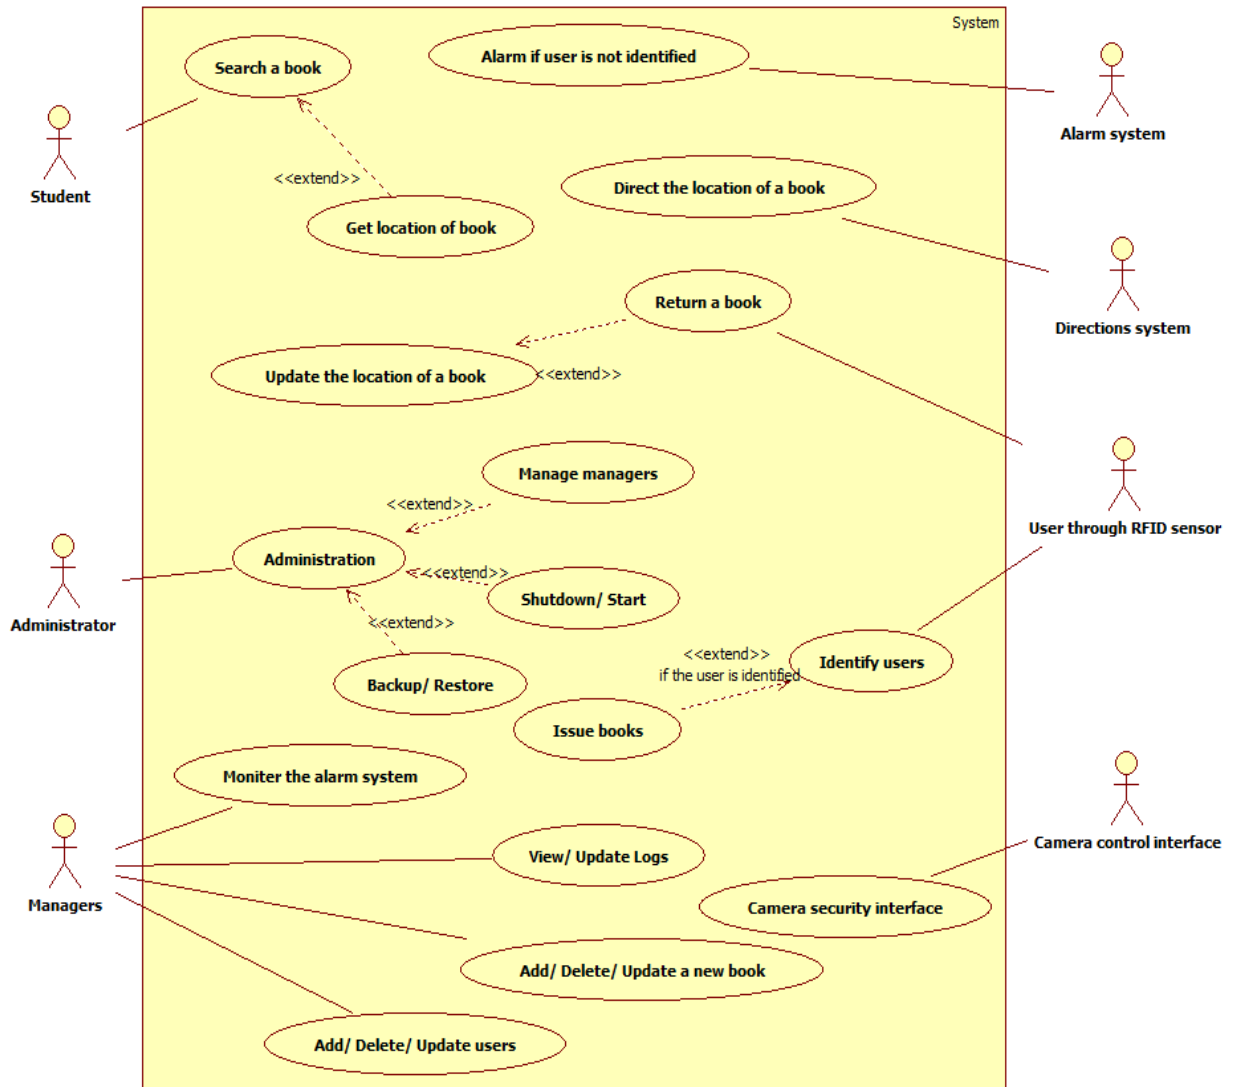 System
Search a book
Alarm if user is not identified
Alarm system
Student
<<extend>>
Direct the location of a book
Get location of book
Return a book
Directions system
Update the location of a book
<<extend>>
Manage managers
<<extend>>
User through RFID sensor
Administration
<<extend>>
Shutdown/ Start
Administrator
<<extend>>
<<extend>>
if the user is identified
Identify users
Backup/ Restore
Issue books
Moniter the alarm system
Camera control interface
View/ Update Logs
Managers
Camera security interface
Add/ Delete/ Update a new book
Add/ Delete/ Update users